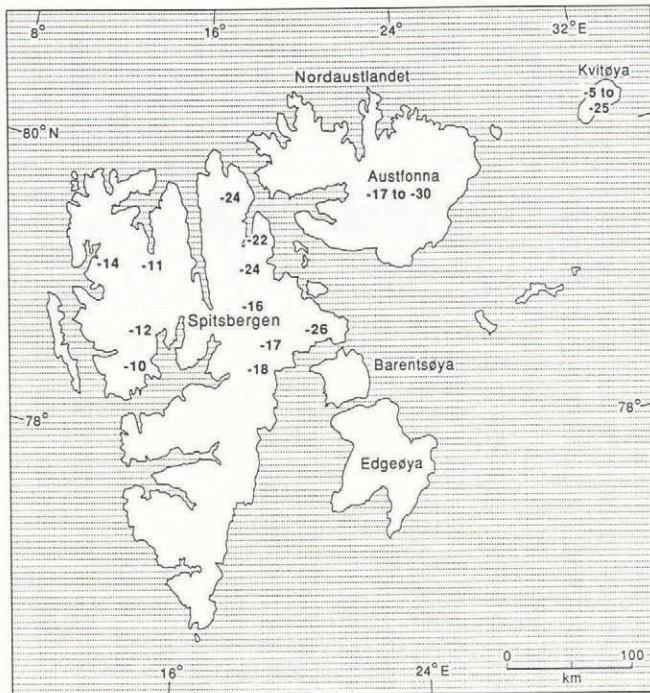 8°
16°
24°
32°E
Nordaustlandet
Kvitøya
-5 to
-25
80°N
Austfonna
-17 to -30
-24
-22
-14
-11
-24
-16
Spitsbergen
-12
-26
-17
-10
-18
Barentsøya
78°
78°
Edgeøya
0
100
km
16°
24°E